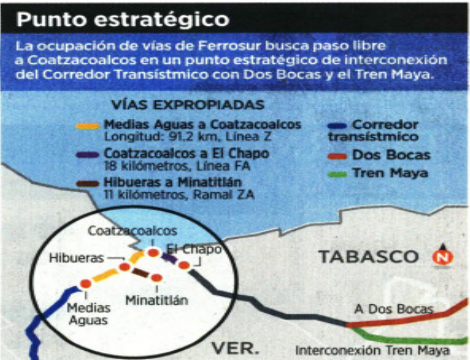 Punto estratégico
La ocupación de vías de Ferrosur busca paso libre
a Coatzacoalcos en un punto estratégico de interconexión
del Corredor Transístmico con Dos Bocas y el Tren Maya.
VÍAS EXPROPIADAS
Medias Aguas a Coatzacoalcos
Longitud: 91.2 km, Línea Z
Coatzacoalcos a El Chapo
18 kilómetros, Línea FA
Hibueras a Minatitlán
11 kilómetros, Ramal ZA
Corredor
transístmico
Dos Bocas
Tren Maya
Coatzacoalcos
El Chapo
Hibueras
Minatitlán
Medias
Aguas
TABASCO
N
A Dos Bocas
VER.
Interconexión Tren Maya